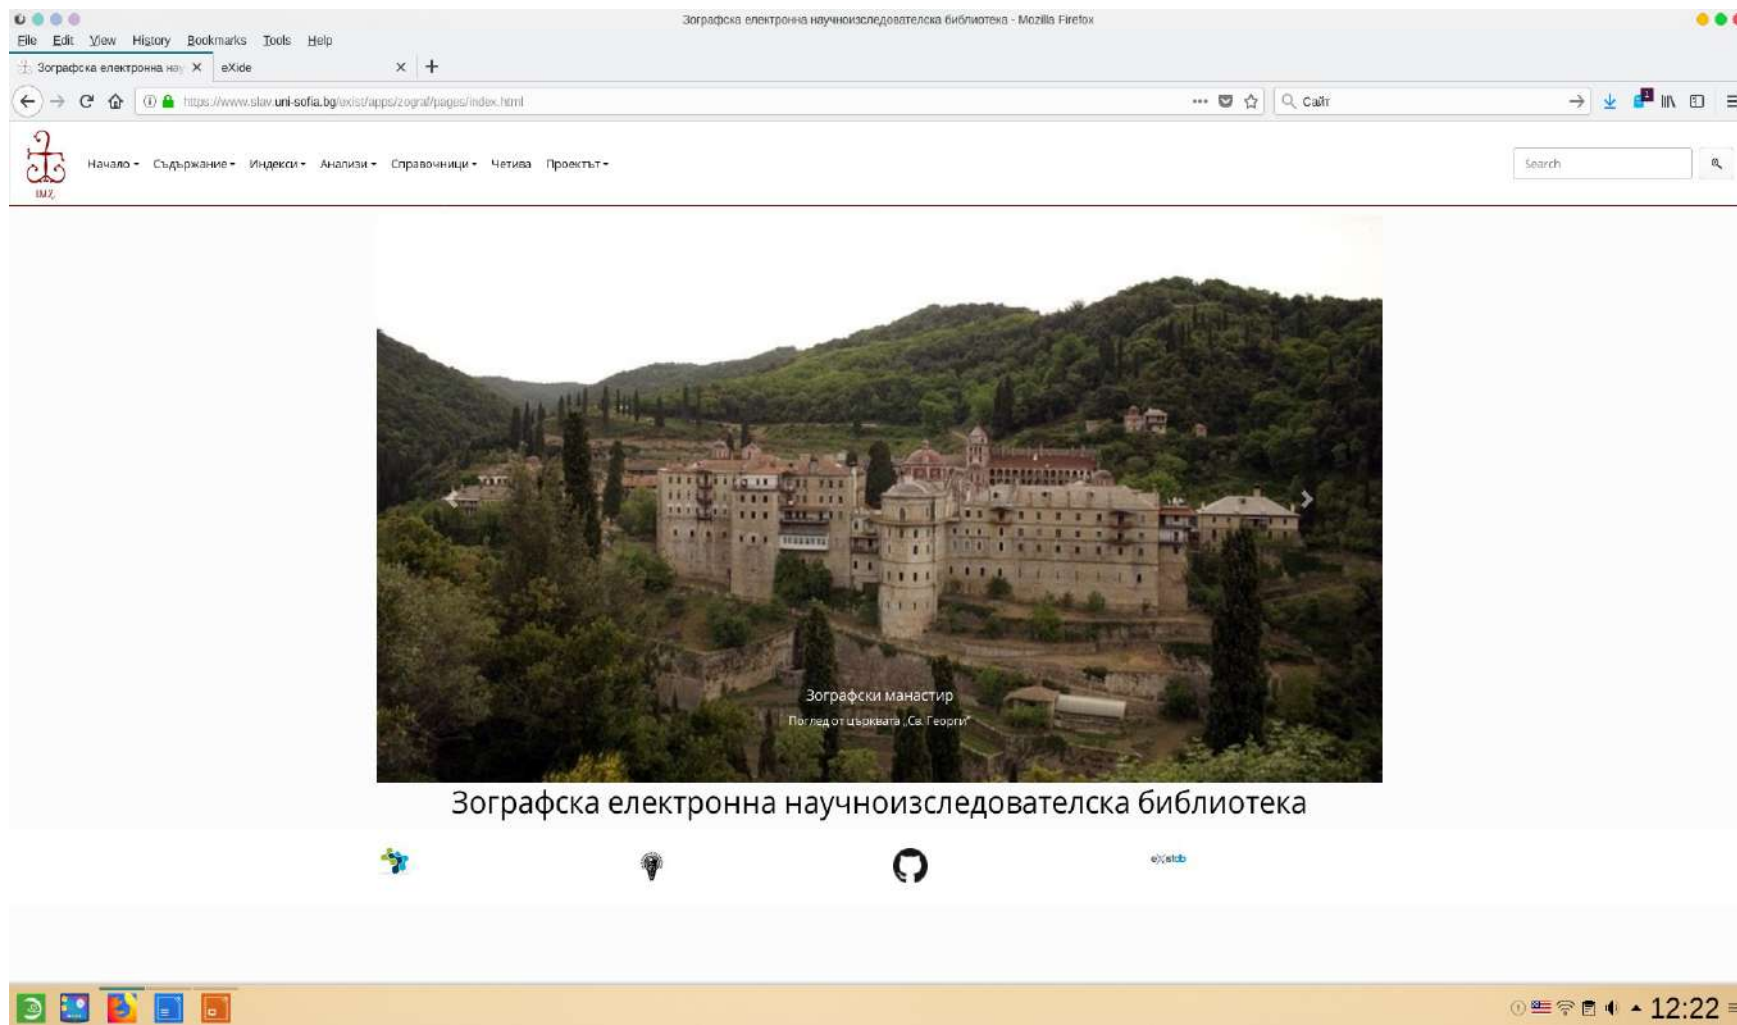 Зографска електронна научноизследователска библиотека - Mozilla Firefox
File Edit View History Bookmarks Tools Help
Зографска електронна нау
eXide
https://www.slav.uni-sofia.bg/exist/apps/zograf/pages/index.html
Сайт
1
Начало Съдържание Индекси Анализи Справочници Четива Проектът
Search
Зографски манастир
Поглед от църквата „Св. Георги“
Зографска електронна научноизследователска библиотека
eXistdb
12:22